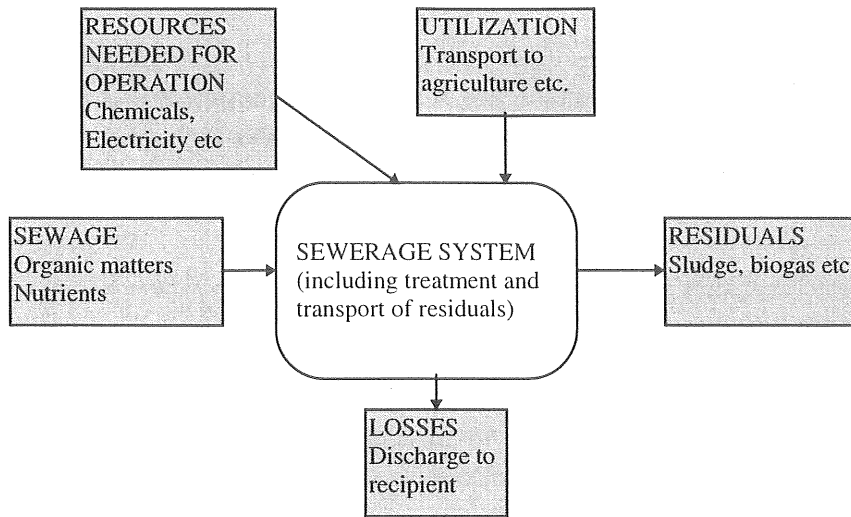 RESOURCES
NEEDED FOR
OPERATION
Chemicals,
Electricity etc
UTILIZATION
Transport to
agriculture etc.
SEWAGE
Organic matters
Nutrients
SEWERAGE SYSTEM
(including treatment and
transport of residuals)
RESIDUALS
Sludge, biogas etc
LOSSES
Discharge to
recipient